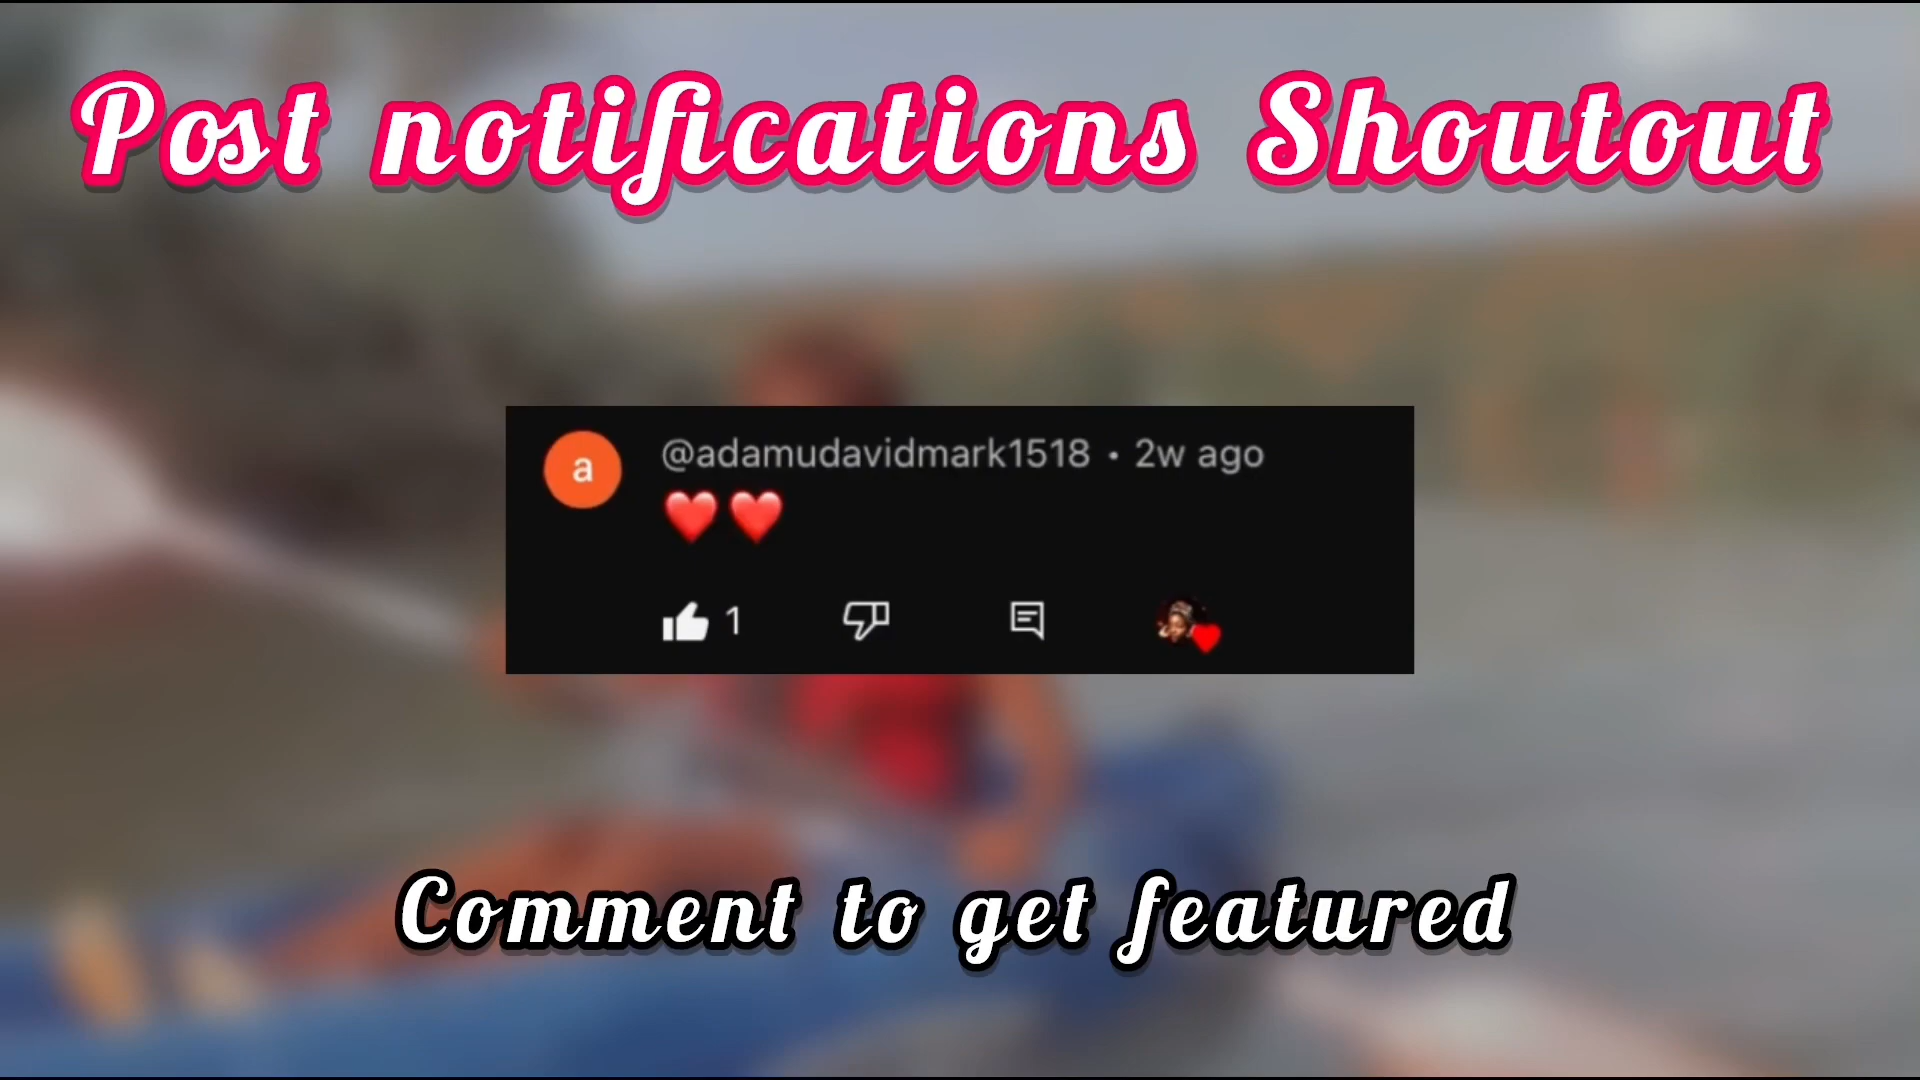 Post notifications Shoutout
a
@adamudavidmark1518 • 2w ago
❤️❤️
1
Comment to get featured